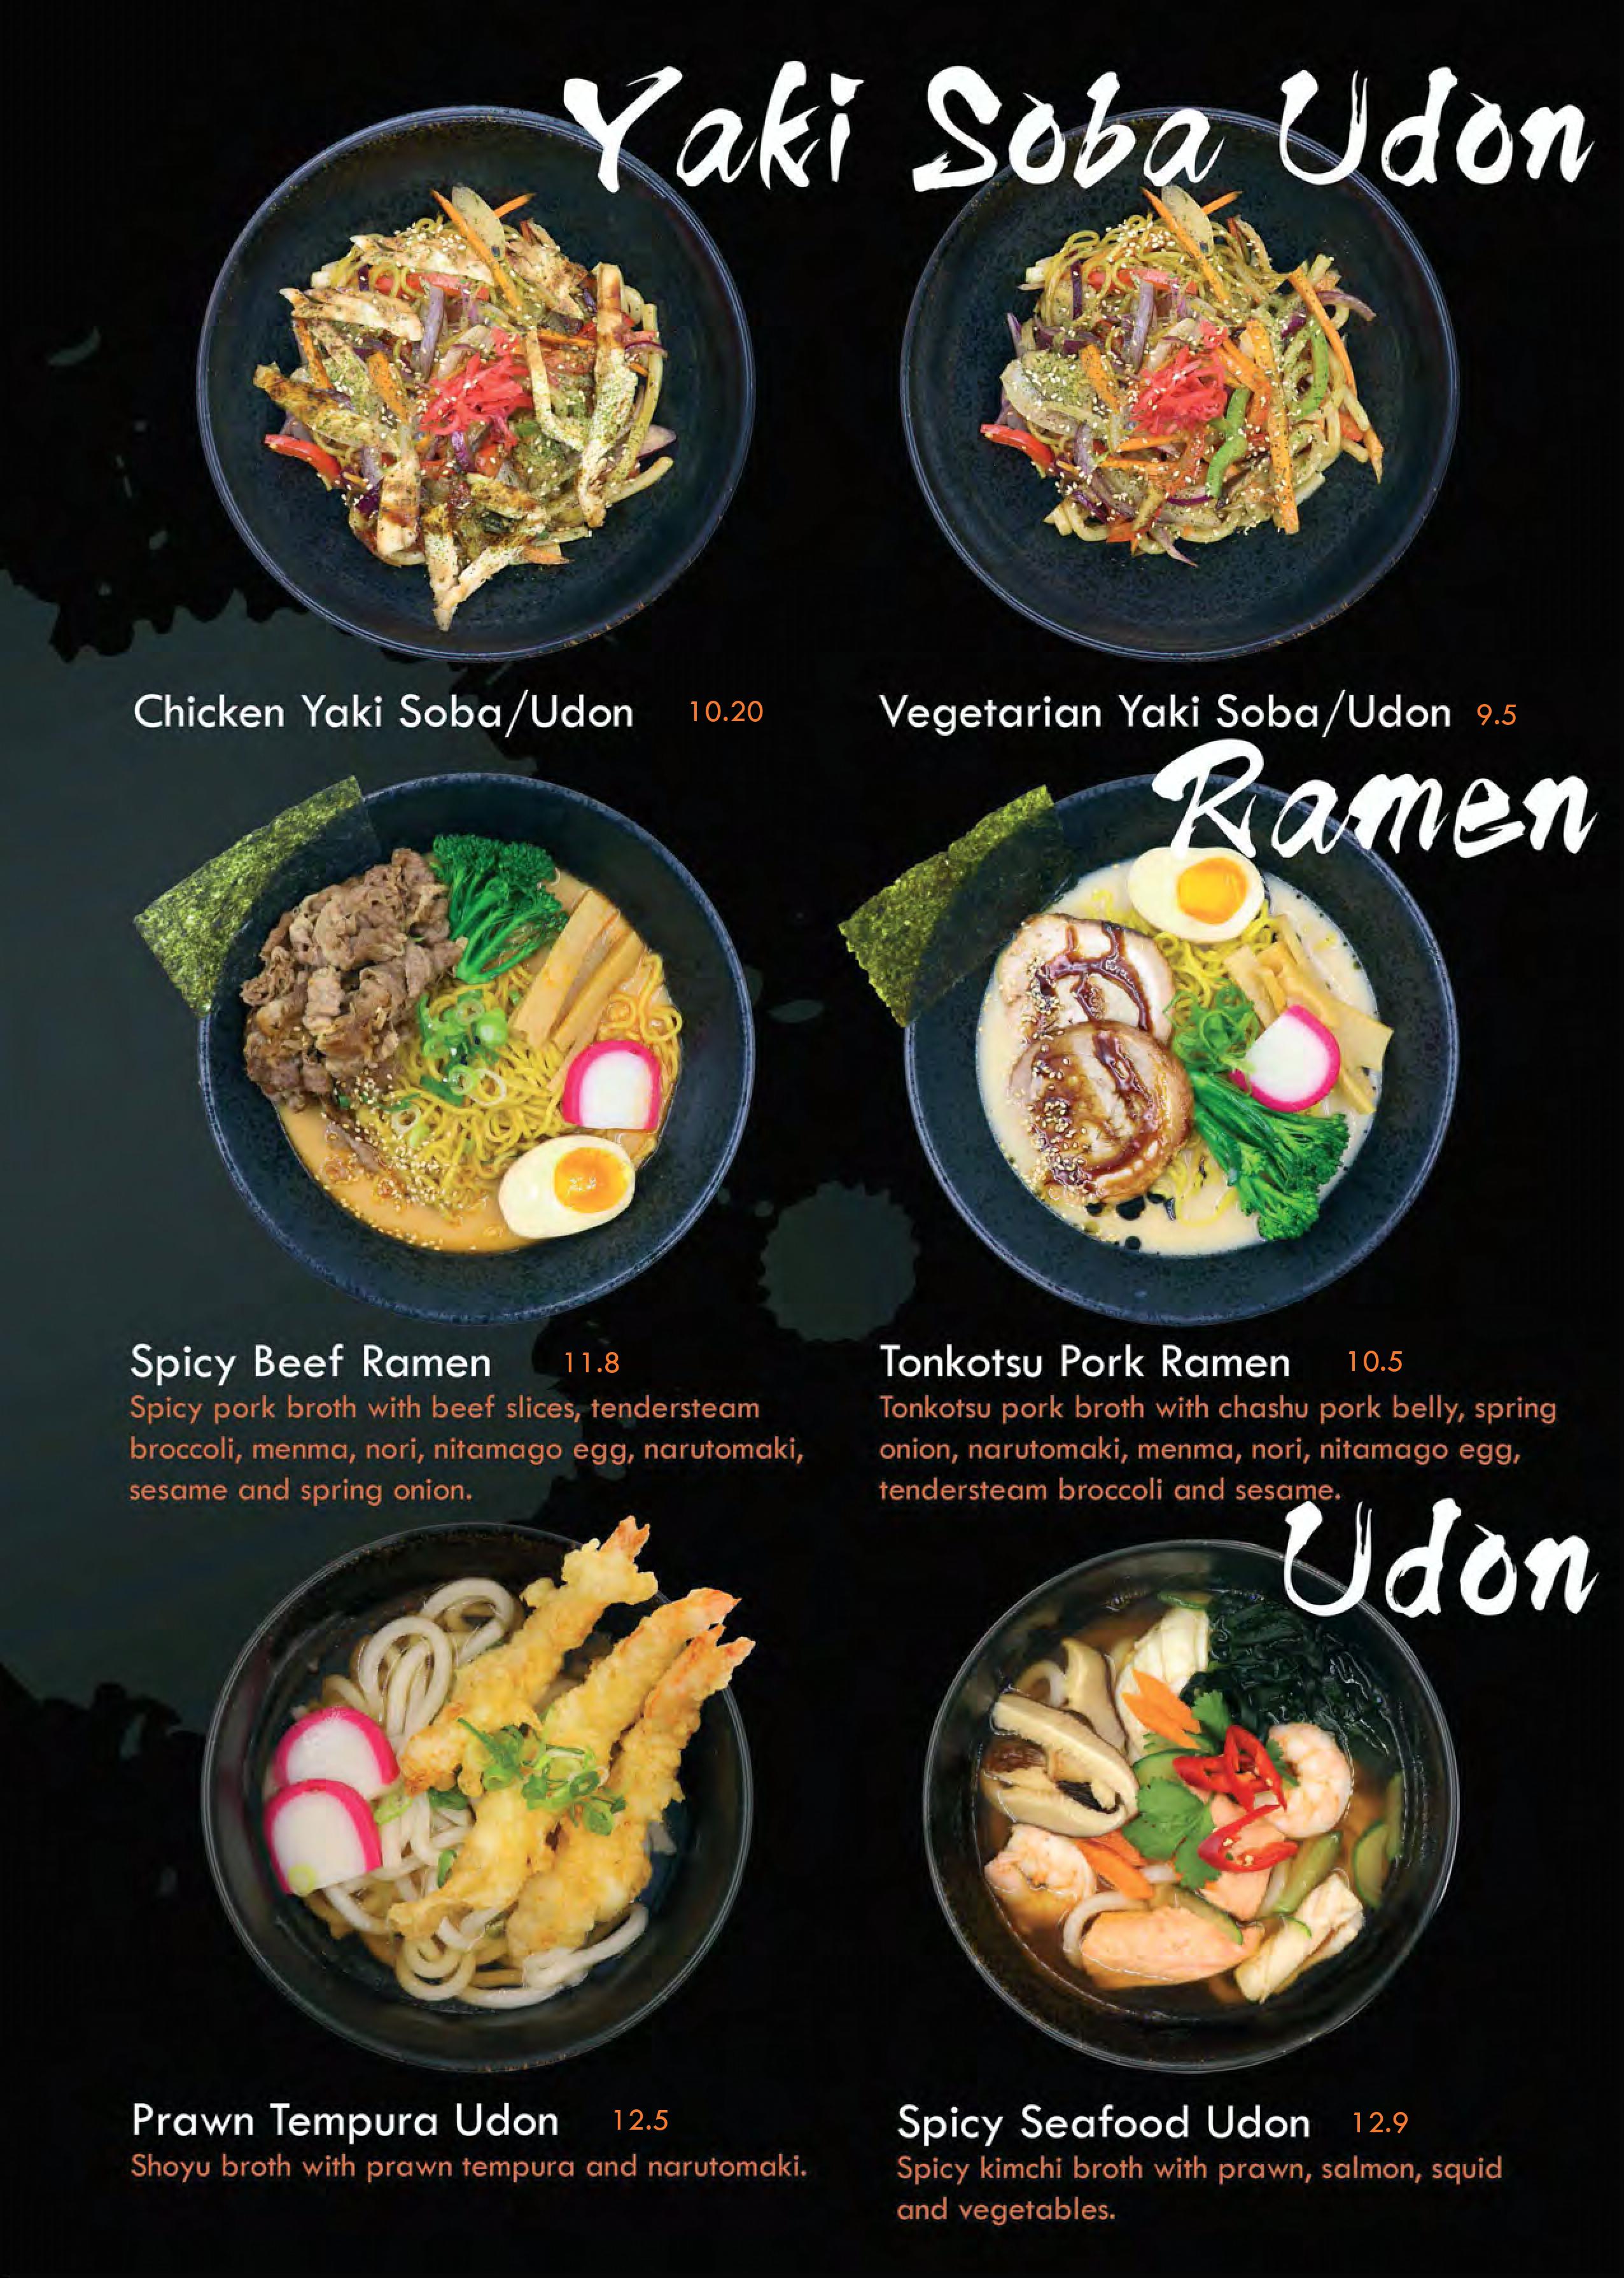 Yaki Soba Udon
Chicken Yaki Soba/Udon 10.20
Vegetarian Yaki Soba/Udon 9.5
Ramen
Spicy Beef Ramen 11.8
Spicy pork broth with beef slices, tendersteam
broccoli, menma, nori, nitamago egg, narutomaki,
sesame and spring onion.
Tonkotsu Pork Ramen 10.5
Tonkotsu pork broth with chashu pork belly, spring
onion, narutomaki, menma, nori, nitamago egg,
tendersteam broccoli and sesame.
Udon
Prawn Tempura Udon 12.5
Shoyu broth with prawn tempura and narutomaki.
Spicy Seafood Udon 12.9
Spicy kimchi broth with prawn, salmon, squid
and vegetables.